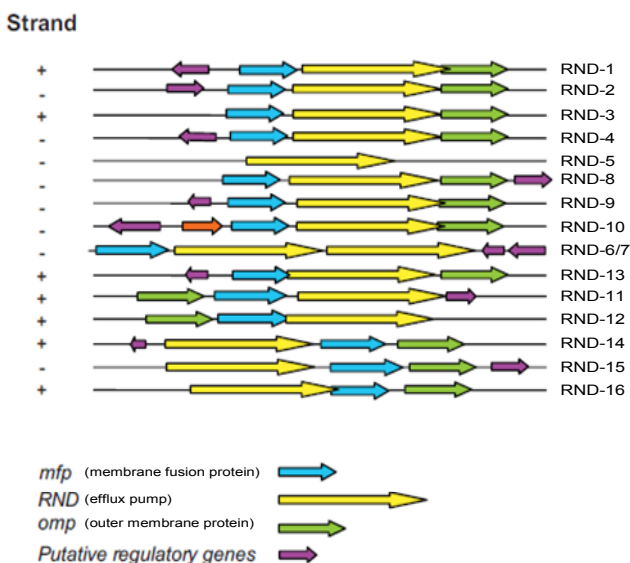 Strand
+ RND-1
- RND-2
+ RND-3
- RND-4
- RND-5
- RND-8
- RND-9
- RND-10
- RND-6/7
+ RND-13
+ RND-11
+ RND-12
+ RND-14
- RND-15
+ RND-16
mfp (membrane fusion protein)
RND (efflux pump)
omp (outer membrane protein)
Putative regulatory genes